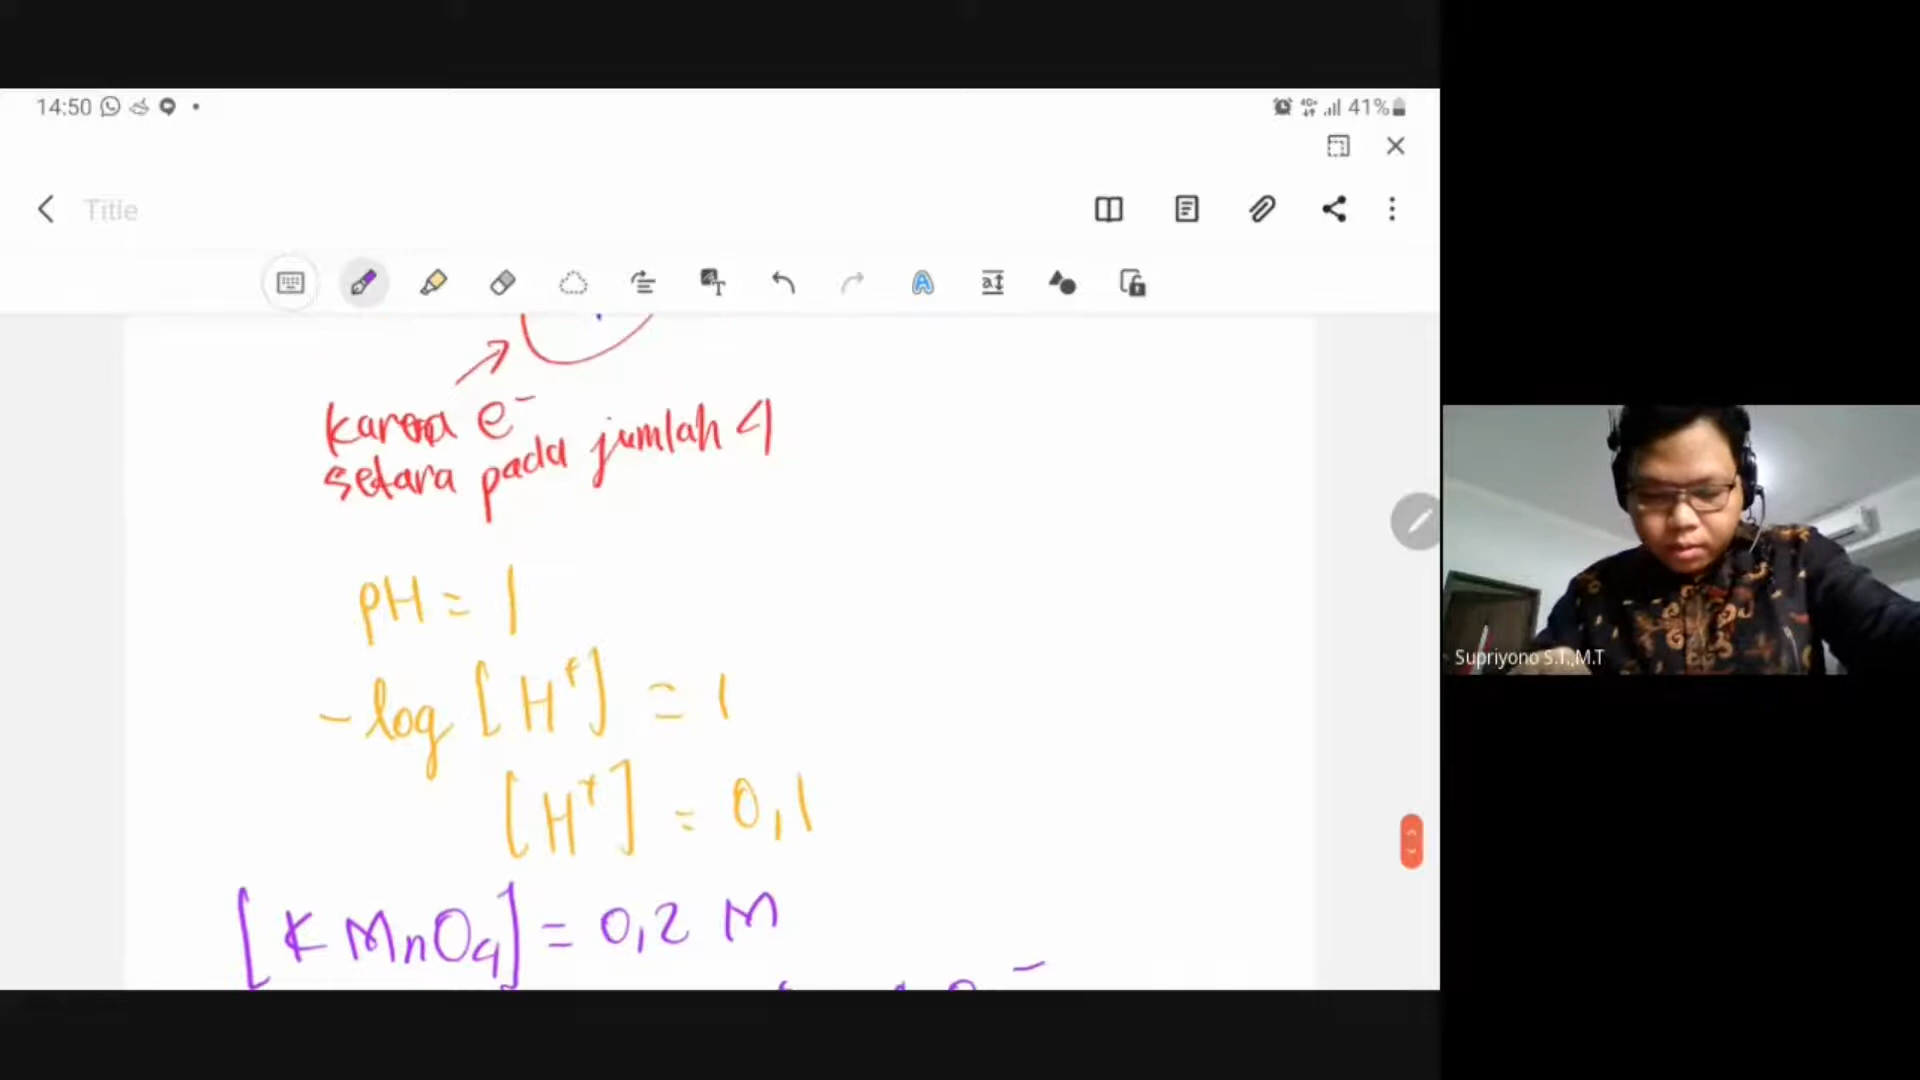 14:50
41%
Title
karena e⁻
setara pada jumlah 4
pH = 1
- log [H⁺] = 1
[H⁺] = 0,1
[KMnO4] = 0,2 M
Supriyono S.T.,M.T